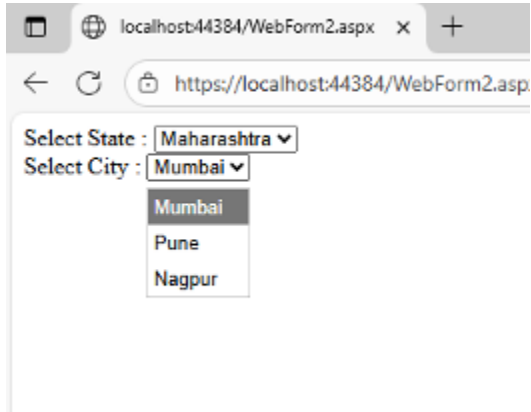 localhost:44384/WebForm2.aspx
https://localhost:44384/WebForm2.asp
Select State : Maharashtra
Select City : Mumbai
Mumbai
Pune
Nagpur